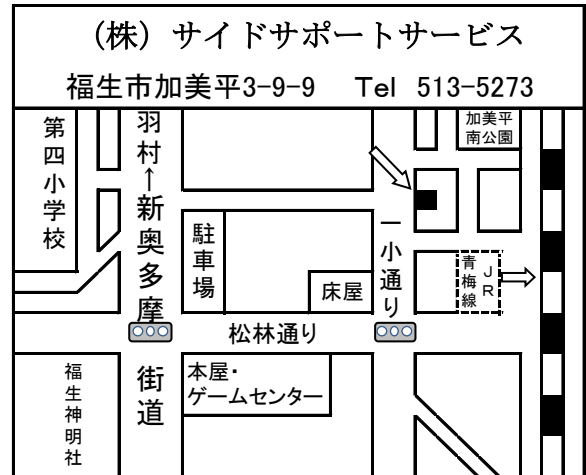 (株) サイドサポートサービス
福生市加美平3-9-9 Tel 513-5273
第四小学校
羽村←新奥多摩
街道
加美平
南公園
駐車場
床屋
一小通り
青梅線
JR
松林通り
福生神明社
本屋・
ゲームセンター